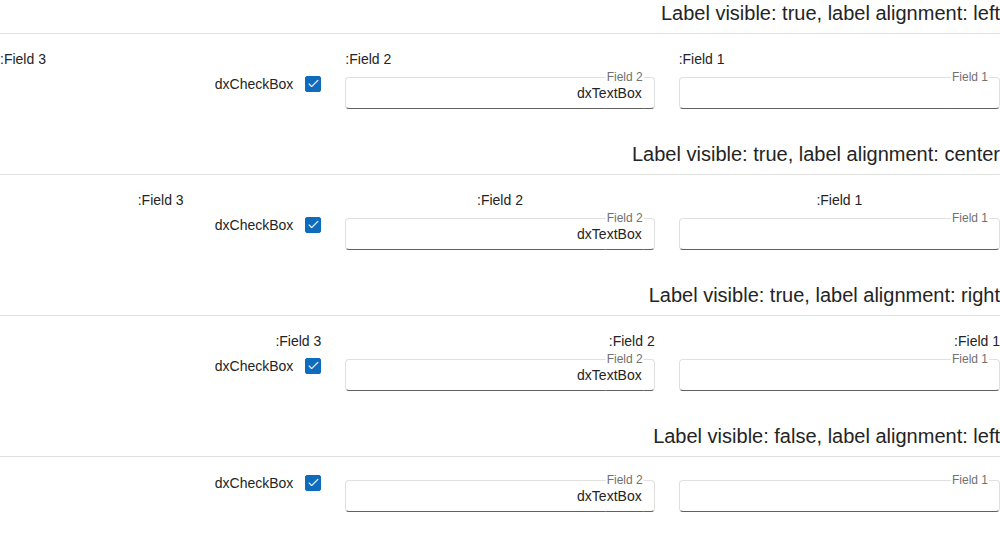 Label visible: true, label alignment: left
:Field 1 :Field 2 :Field 3
Field 1 Field 2
dxTextBox dxCheckBox
Label visible: true, label alignment: center
:Field 1 :Field 2 :Field 3
Field 1 Field 2
dxTextBox dxCheckBox
Label visible: true, label alignment: right
:Field 1 :Field 2 :Field 3
Field 1 Field 2
dxTextBox dxCheckBox
Label visible: false, label alignment: left
Field 1 Field 2
dxTextBox dxCheckBox